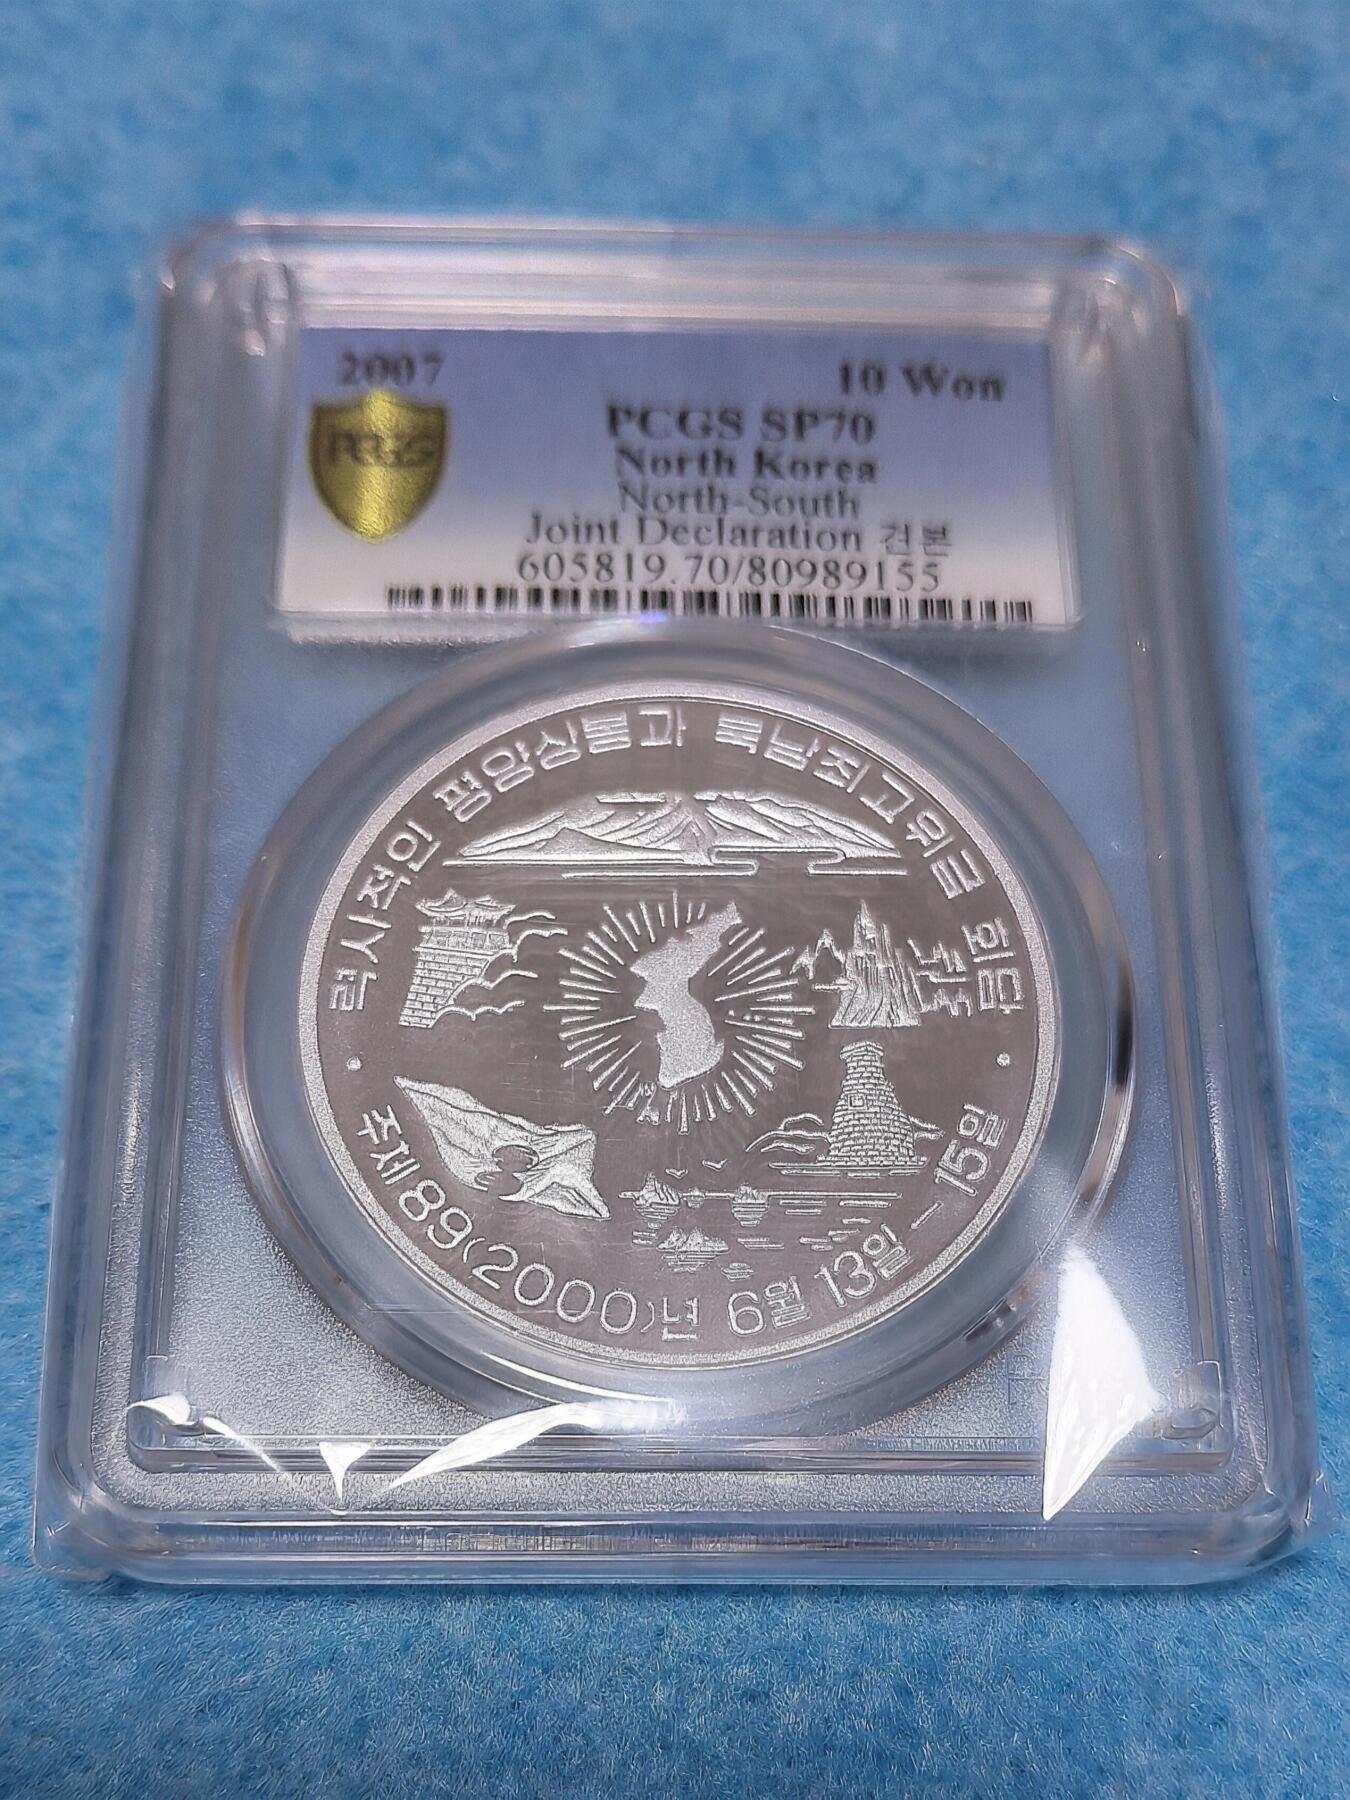 2007
10 Won
PCGS
PCGS SP70
North Korea
North-South
Joint Declaration 견본
605819.70/80989155
력사적인 평양상봉과 북남최고위급 회담
주체89(2000)년 6월 13일-15일